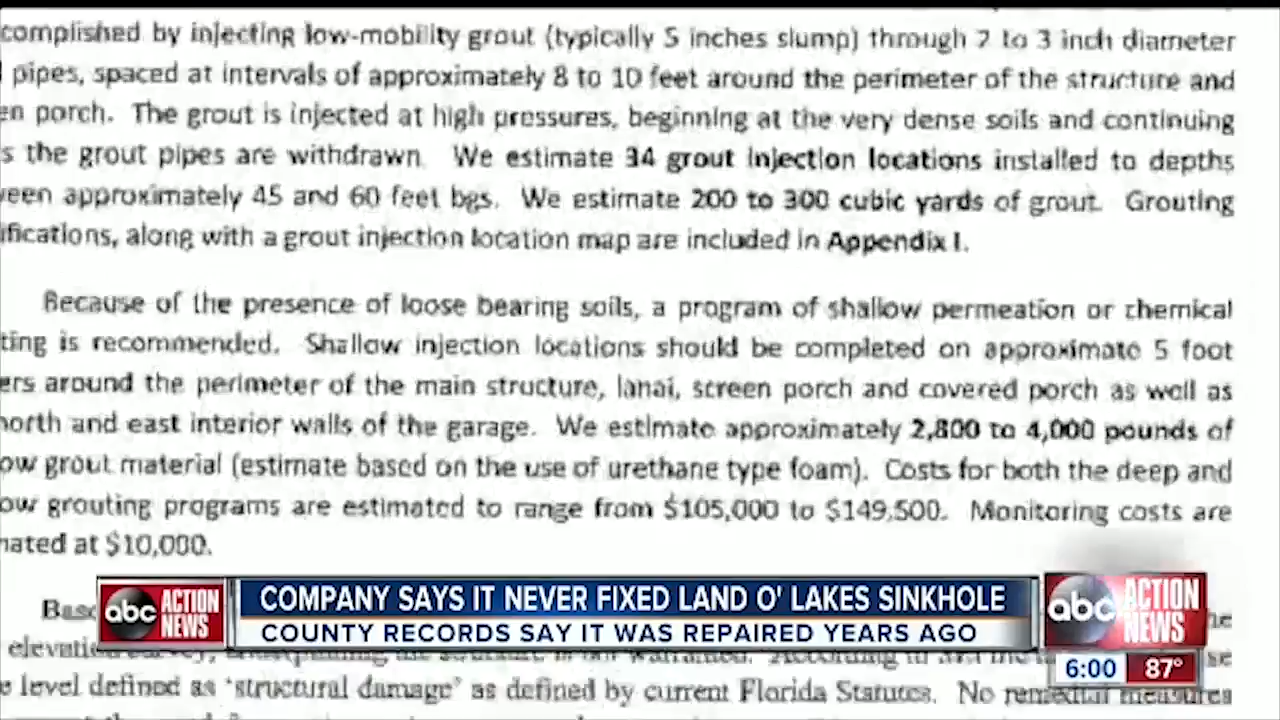 complished by injecting low-mobility grout (typically 5 inches slump) through 2 to 3 inch diameter
pipes, spaced at intervals of approximately 8 to 10 feet around the perimeter of the structure and
en porch. The grout is injected at high pressures, beginning at the very dense soils and continuing
s the grout pipes are withdrawn. We estimate 34 grout injection locations installed to depths
ween approximately 45 and 60 feet bgs. We estimate 200 to 300 cubic yards of grout. Grouting
ifications, along with a grout injection location map are included in Appendix I.
Because of the presence of loose bearing soils, a program of shallow permeation or chemical
ting is recommended. Shallow injection locations should be completed on approximate 5 foot
ers around the perimeter of the main structure, lanai, screen porch and covered porch as well as
north and east interior walls of the garage. We estimate approximately 2,800 to 4,000 pounds of
ow grout material (estimate based on the use of urethane type foam). Costs for both the deep and
ow grouting programs are estimated to range from $105,000 to $149,500. Monitoring costs are
nated at $10,000.
abc ACTION NEWS
COMPANY SAYS IT NEVER FIXED LAND O' LAKES SINKHOLE
COUNTY RECORDS SAY IT WAS REPAIRED YEARS AGO
abc ACTION NEWS
6:00 87°
Bas
he
se
e level defined as 'structural damage' as defined by current Florida Statutes. No remedial measures